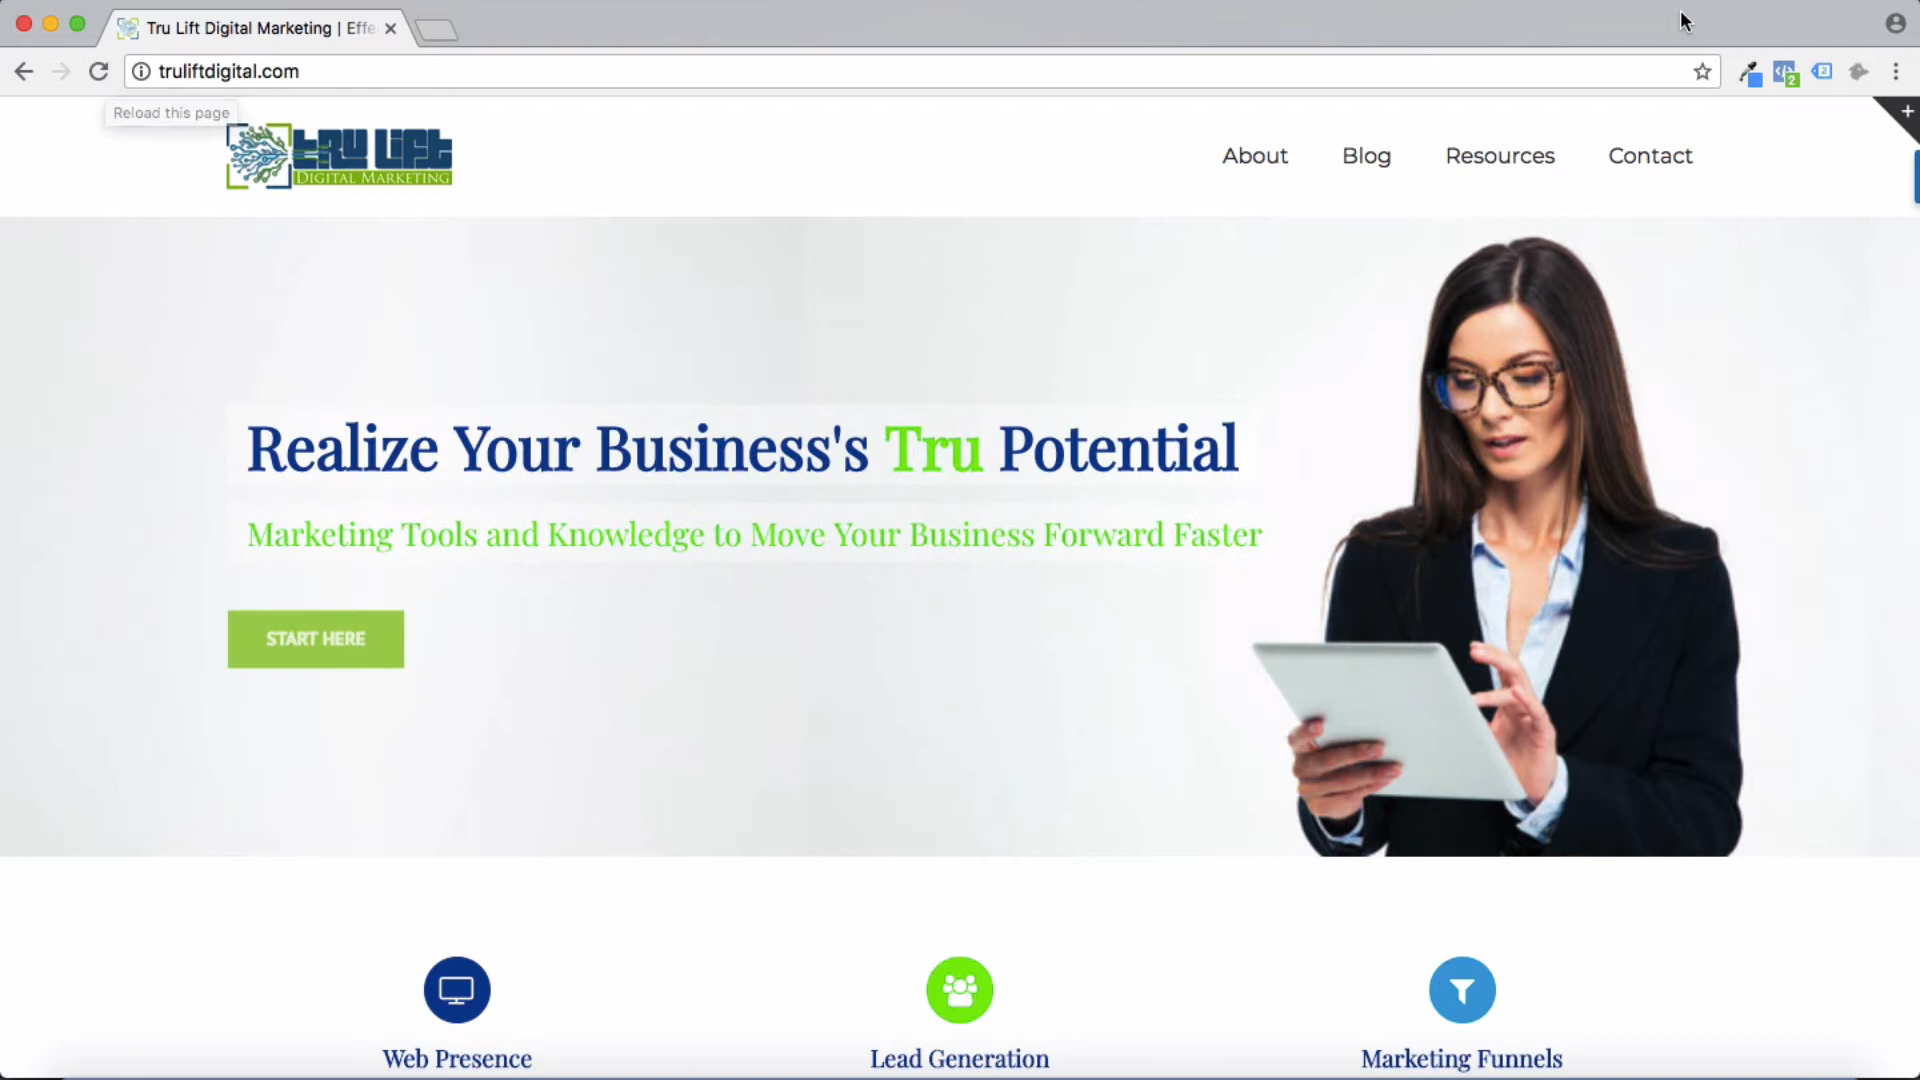 Tru Lift Digital Marketing | Effe
truliftdigital.com
2
2
Reload this page
TRU LIFT
DIGITAL MARKETING
About
Blog
Resources
Contact
Realize Your Business's Tru Potential
Marketing Tools and Knowledge to Move Your Business Forward Faster
START HERE
Web Presence
Lead Generation
Marketing Funnels